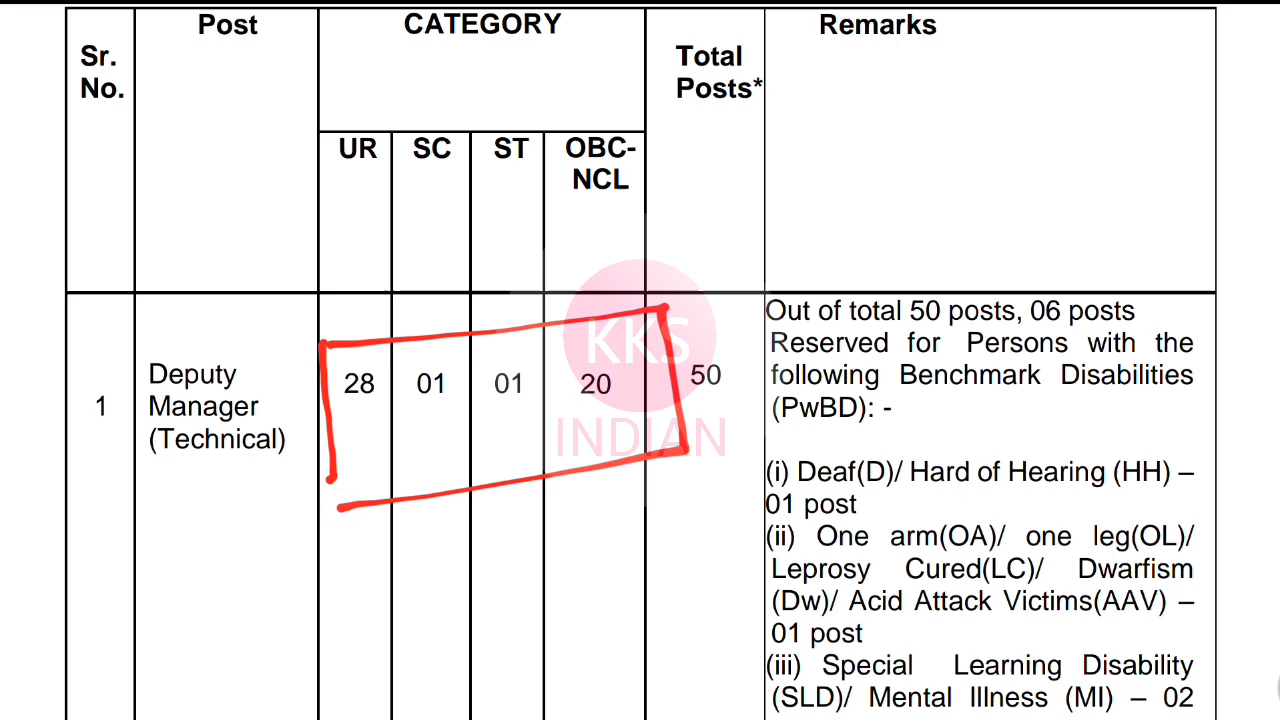 Sr.
No.
Post
CATEGORY
Total
Posts*
Remarks
UR
SC
ST
OBC-
NCL
1
Deputy
Manager
(Technical)
28
01
01
20
50
Out of total 50 posts, 06 posts
Reserved for Persons with the
following Benchmark Disabilities
(PwBD): -
(i) Deaf(D)/ Hard of Hearing (HH) –
01 post
(ii) One arm(OA)/ one leg(OL)/
Leprosy Cured(LC)/ Dwarfism
(Dw)/ Acid Attack Victims(AAV) –
01 post
(iii) Special Learning Disability
(SLD)/ Mental Illness (MI) – 02
KKS
INDIAN